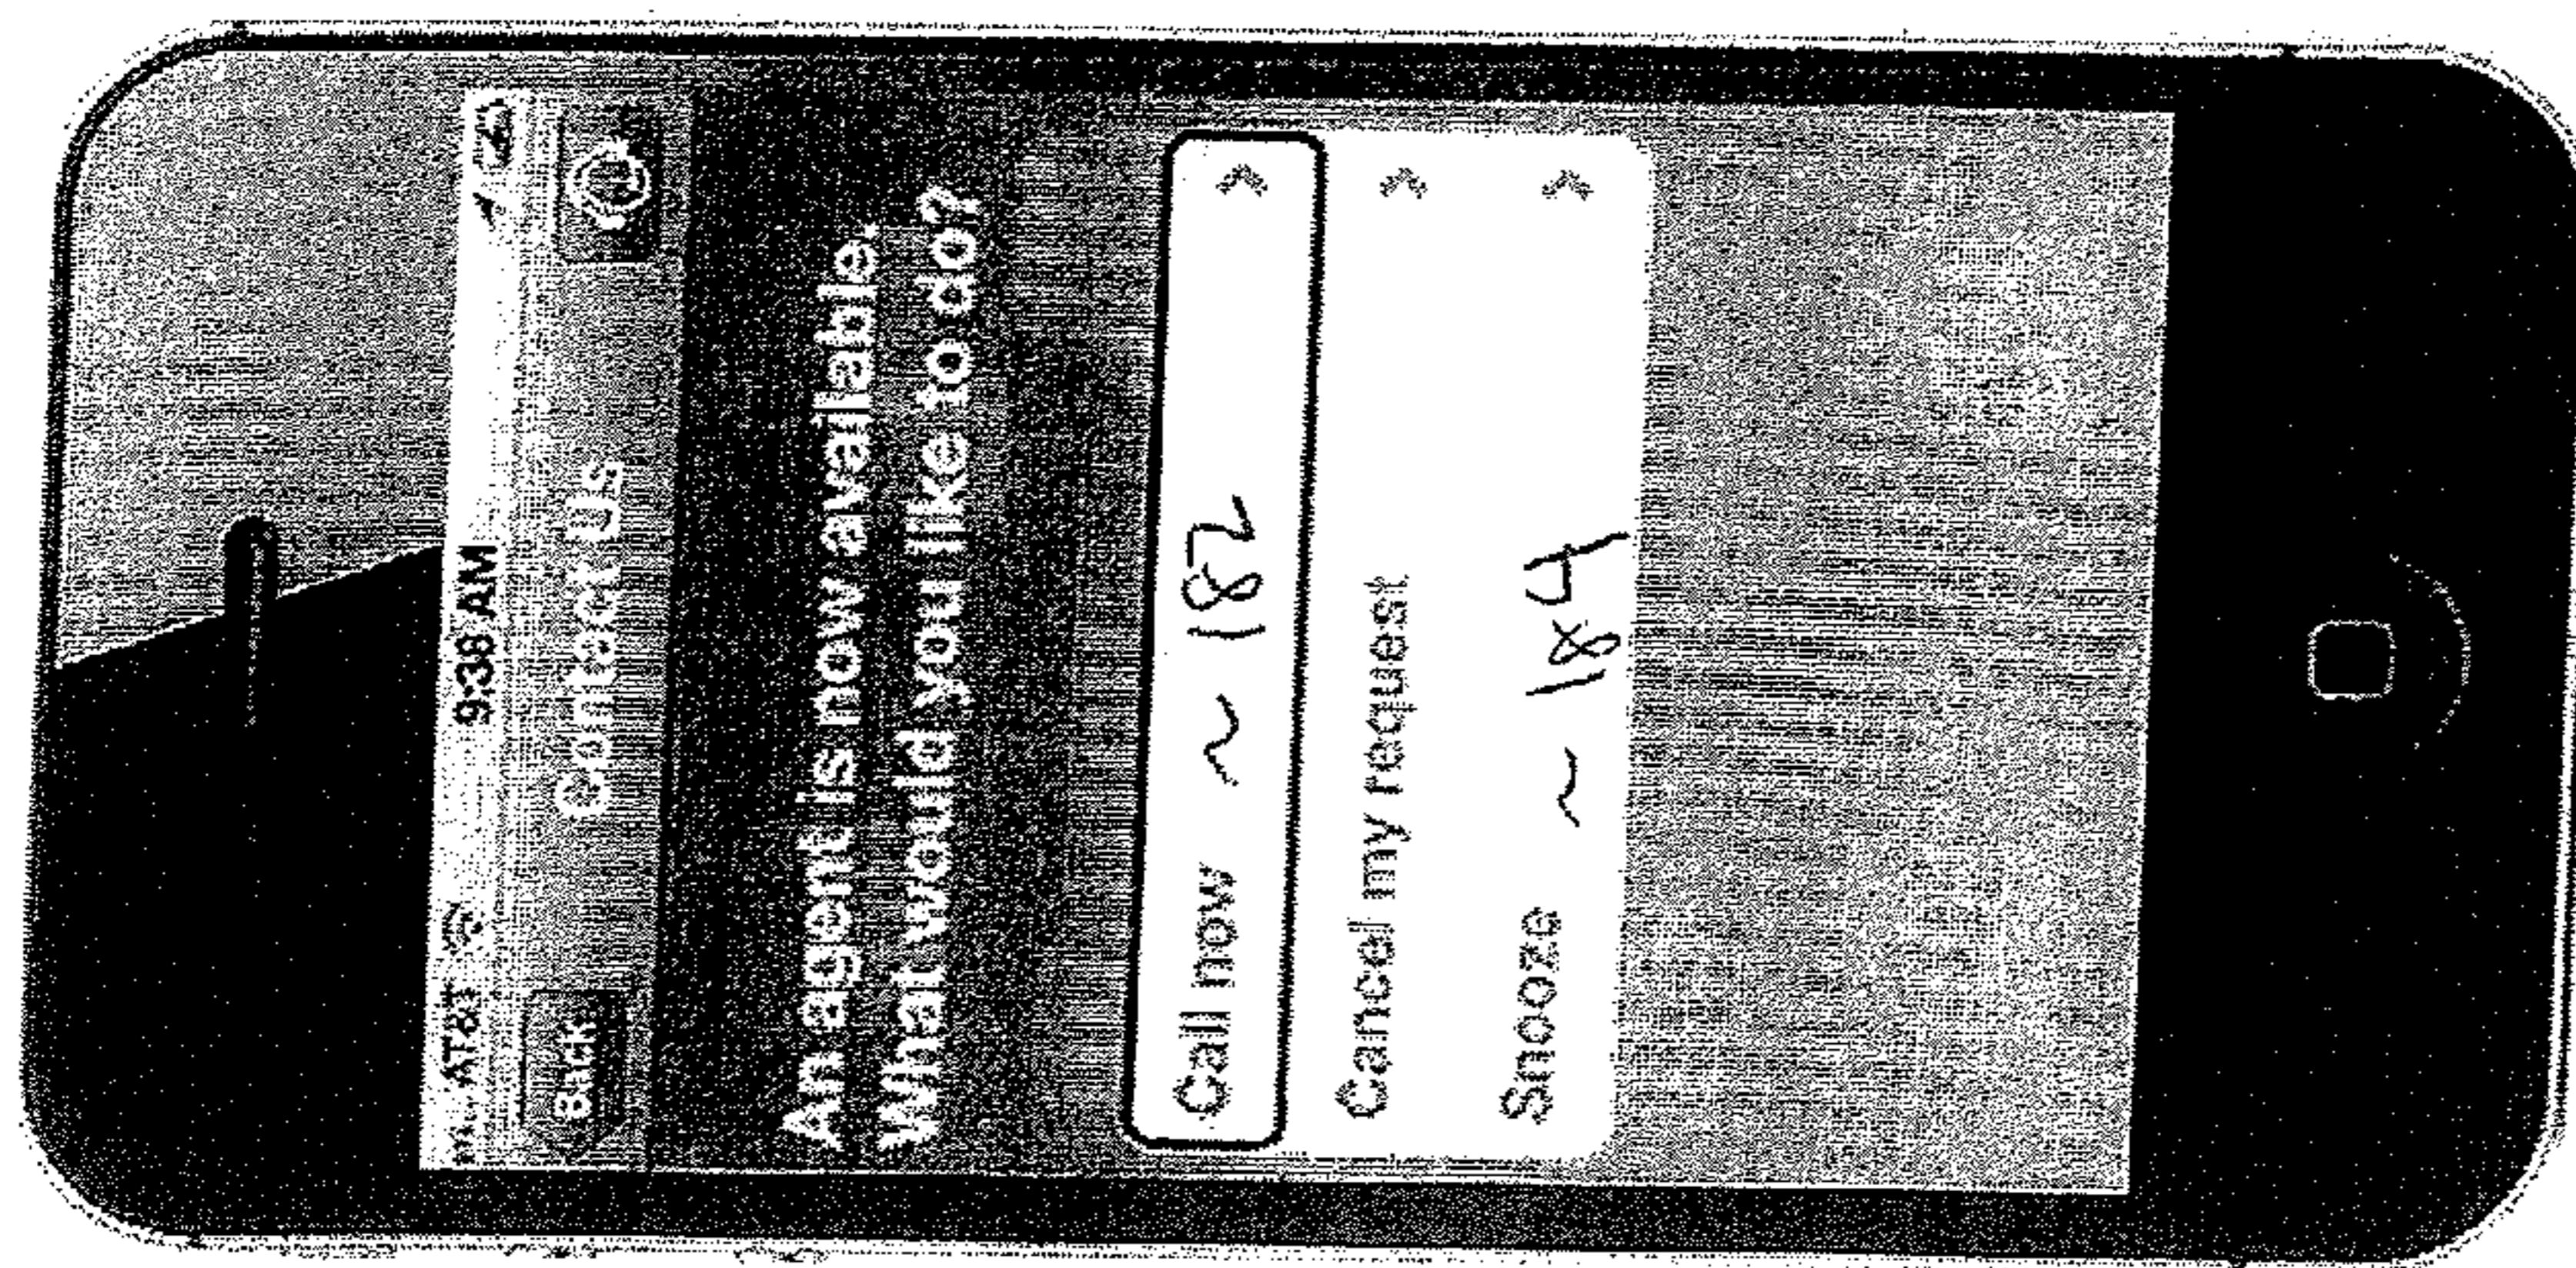 AT&T 9:38 AM
Back Contact Us
An agent is now available.
What would you like to do?
Call now ~ 182
Cancel my request
Snooze ~ 184